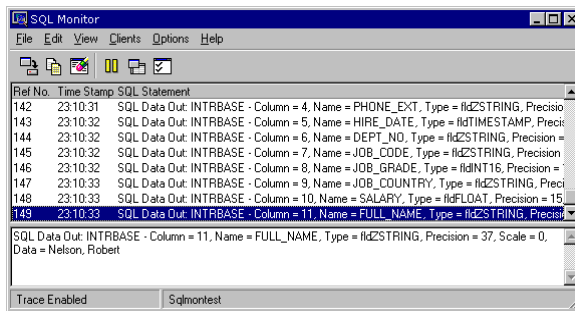 SQL Monitor
File Edit View Clients Options Help
Ref No. Time Stamp SQL Statement
142 23:10:31 SQL Data Out: INTRBASE - Column = 4, Name = PHONE_EXT, Type = fldZSTRING, Precisio
143 23:10:32 SQL Data Out: INTRBASE - Column = 5, Name = HIRE_DATE, Type = fldTIMESTAMP, Precis
144 23:10:32 SQL Data Out: INTRBASE - Column = 6, Name = DEPT_NO, Type = fldZSTRING, Precision =
145 23:10:32 SQL Data Out: INTRBASE - Column = 7, Name = JOB_CODE, Type = fldZSTRING, Precision
146 23:10:32 SQL Data Out: INTRBASE - Column = 8, Name = JOB_GRADE, Type = fldINT16, Precision =
147 23:10:33 SQL Data Out: INTRBASE - Column = 9, Name = JOB_COUNTRY, Type = fldZSTRING, Preci
148 23:10:33 SQL Data Out: INTRBASE - Column = 10, Name = SALARY, Type = fldFLOAT, Precision = 15
149 23:10:33 SQL Data Out: INTRBASE - Column = 11, Name = FULL_NAME, Type = fldZSTRING, Precisi
SQL Data Out: INTRBASE - Column = 11, Name = FULL_NAME, Type = fldZSTRING, Precision = 37, Scale = 0,
Data = Nelson, Robert
Trace Enabled Sqlmontest